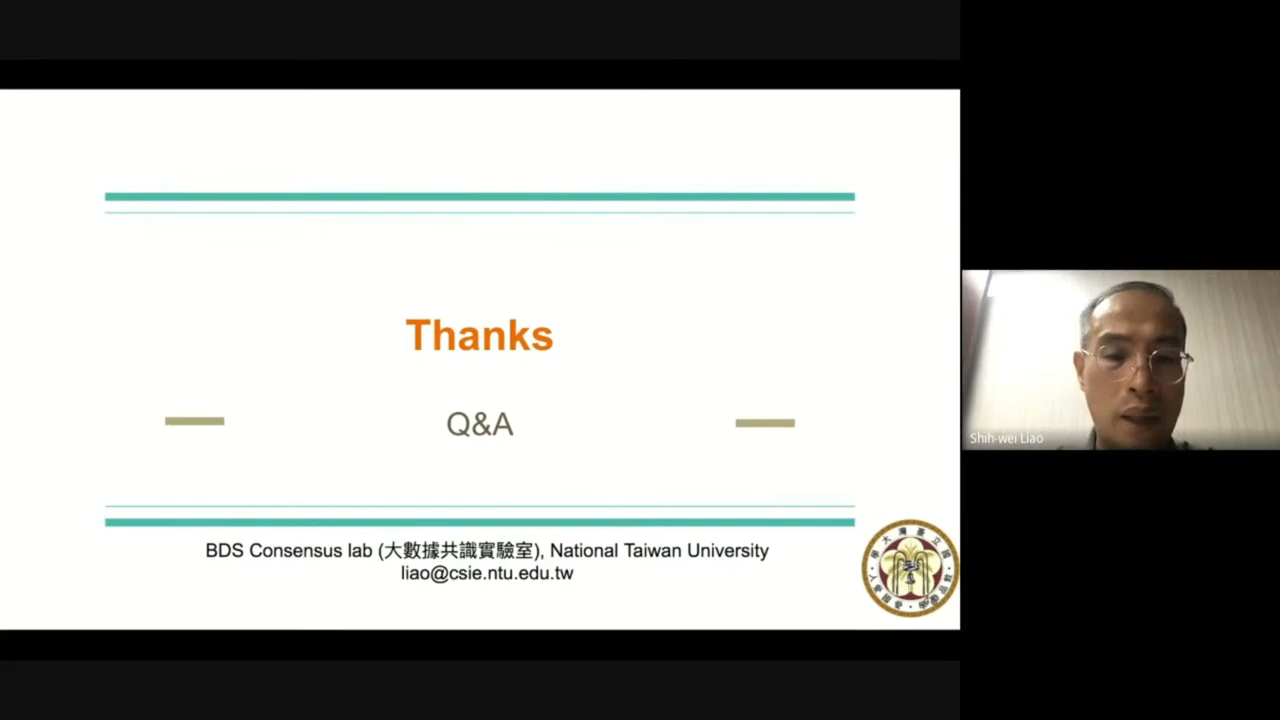 Thanks
Q&A
BDS Consensus lab (大數據共識實驗室), National Taiwan University
liao@csie.ntu.edu.tw
Shih-wei Liao